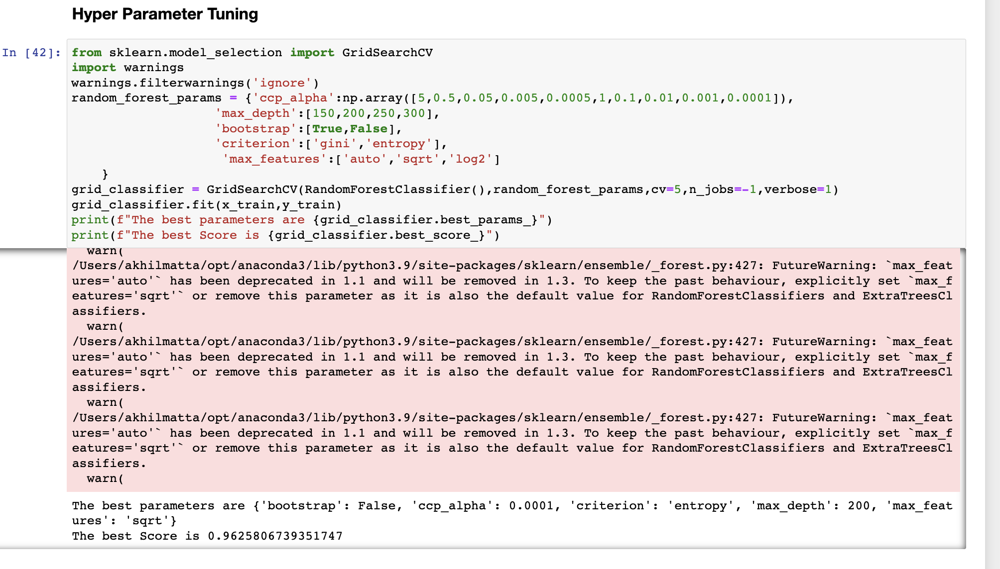 Hyper Parameter Tuning
In [42]: from sklearn.model_selection import GridSearchCV
import warnings
warnings.filterwarnings('ignore')
random_forest_params = {'ccp_alpha':np.array([5,0.5,0.05,0.005,0.0005,1,0.1,0.01,0.001,0.0001]),
'max_depth':[150,200,250,300],
'bootstrap':[True,False],
'criterion':['gini','entropy'],
'max_features':['auto','sqrt','log2']
}
grid_classifier = GridSearchCV(RandomForestClassifier(),random_forest_params,cv=5,n_jobs=-1,verbose=1)
grid_classifier.fit(x_train,y_train)
print(f"The best parameters are {grid_classifier.best_params_}")
print(f"The best Score is {grid_classifier.best_score_}")
warn(
/Users/akhilmatta/opt/anaconda3/lib/python3.9/site-packages/sklearn/ensemble/_forest.py:427: FutureWarning: `max_feat
ures='auto'` has been deprecated in 1.1 and will be removed in 1.3. To keep the past behaviour, explicitly set `max_f
eatures='sqrt'` or remove this parameter as it is also the default value for RandomForestClassifiers and ExtraTreesCl
assifiers.
warn(
/Users/akhilmatta/opt/anaconda3/lib/python3.9/site-packages/sklearn/ensemble/_forest.py:427: FutureWarning: `max_feat
ures='auto'` has been deprecated in 1.1 and will be removed in 1.3. To keep the past behaviour, explicitly set `max_f
eatures='sqrt'` or remove this parameter as it is also the default value for RandomForestClassifiers and ExtraTreesCl
assifiers.
warn(
/Users/akhilmatta/opt/anaconda3/lib/python3.9/site-packages/sklearn/ensemble/_forest.py:427: FutureWarning: `max_feat
ures='auto'` has been deprecated in 1.1 and will be removed in 1.3. To keep the past behaviour, explicitly set `max_f
eatures='sqrt'` or remove this parameter as it is also the default value for RandomForestClassifiers and ExtraTreesCl
assifiers.
warn(
The best parameters are {'bootstrap': False, 'ccp_alpha': 0.0001, 'criterion': 'entropy', 'max_depth': 200, 'max_feat
ures': 'sqrt'}
The best Score is 0.9625806739351747